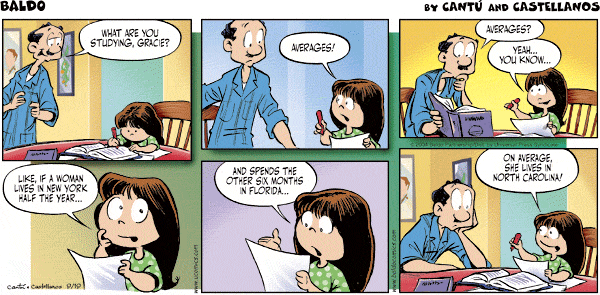 BALDO
BY CANTÚ AND CASTELLANOS
WHAT ARE YOU
STUDYING, GRACIE?
AVERAGES!
AVERAGES?
YEAH...
YOU KNOW...
LIKE, IF A WOMAN
LIVES IN NEW YORK
HALF THE YEAR...
AND SPENDS THE
OTHER SIX MONTHS
IN FLORIDA...
ON AVERAGE,
SHE LIVES IN
NORTH CAROLINA!